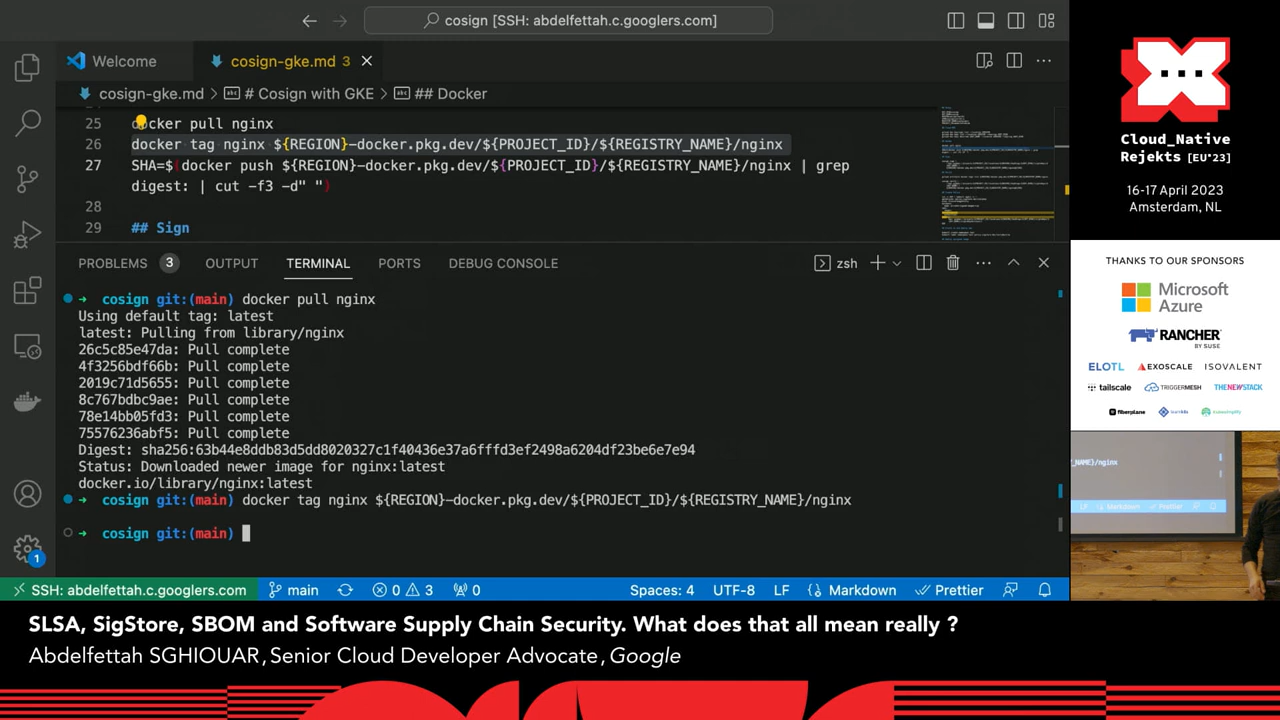 cosign [SSH: abdelfettah.c.googlers.com]
Welcome
cosign-gke.md 3
cosign-gke.md > # Cosign with GKE > ## Docker
25 docker pull nginx
26 docker tag nginx ${REGION}-docker.pkg.dev/${PROJECT_ID}/${REGISTRY_NAME}/nginx
27 SHA=$(docker push ${REGION}-docker.pkg.dev/${PROJECT_ID}/${REGISTRY_NAME}/nginx | grep
digest: | cut -f3 -d" ")
28
29 ## Sign
PROBLEMS 3 OUTPUT TERMINAL PORTS DEBUG CONSOLE zsh
cosign git:(main) docker pull nginx
Using default tag: latest
latest: Pulling from library/nginx
26c5c85e47da: Pull complete
4f3256bdf66b: Pull complete
2019c71d5655: Pull complete
8c767bdbc9ae: Pull complete
78e14bb05fd3: Pull complete
75576236abf5: Pull complete
Digest: sha256:63b44e8ddb83d5dd8020327c1f40436e37a6fffd3ef2498a6204df23be6e7e94
Status: Downloaded newer image for nginx:latest
docker.io/library/nginx:latest
cosign git:(main) docker tag nginx ${REGION}-docker.pkg.dev/${PROJECT_ID}/${REGISTRY_NAME}/nginx
cosign git:(main)
1
SSH: abdelfettah.c.googlers.com main 0 3 0 Spaces: 4 UTF-8 LF Markdown Prettier
Cloud_Native
Rejekts [EU'23]
16-17 April 2023
Amsterdam, NL
THANKS TO OUR SPONSORS
Microsoft
Azure
RANCHER
BY SUSE
ELOTL EXOSCALE ISOVALENT
tailscale TRIGGERMESH THENEWSTACK
fiberplane
_NAME}/nginx
LF Markdown Prettier
SLSA, SigStore, SBOM and Software Supply Chain Security. What does that all mean really ?
Abdelfettah SGHIOUAR, Senior Cloud Developer Advocate, Google